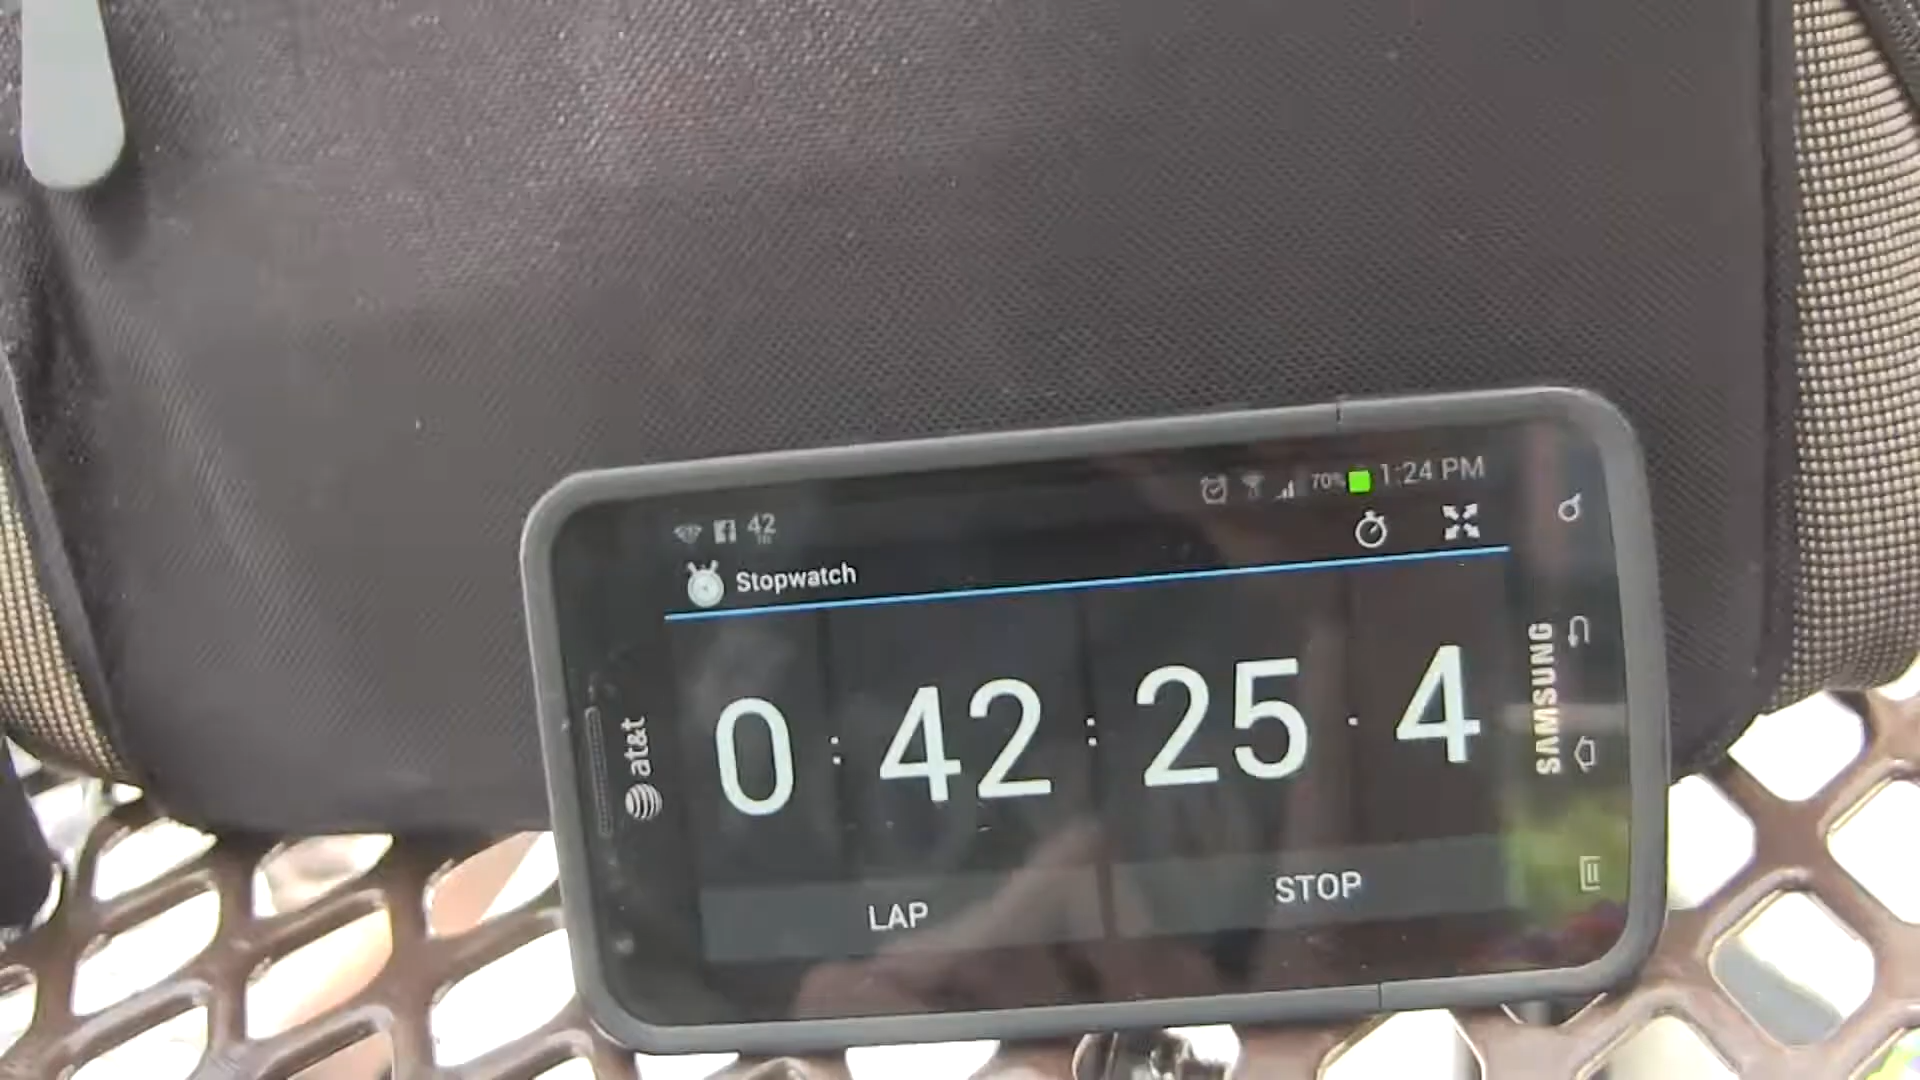 42
70% 1:24 PM
Stopwatch
at&t
0 : 42 : 25 . 4
SAMSUNG
LAP
STOP